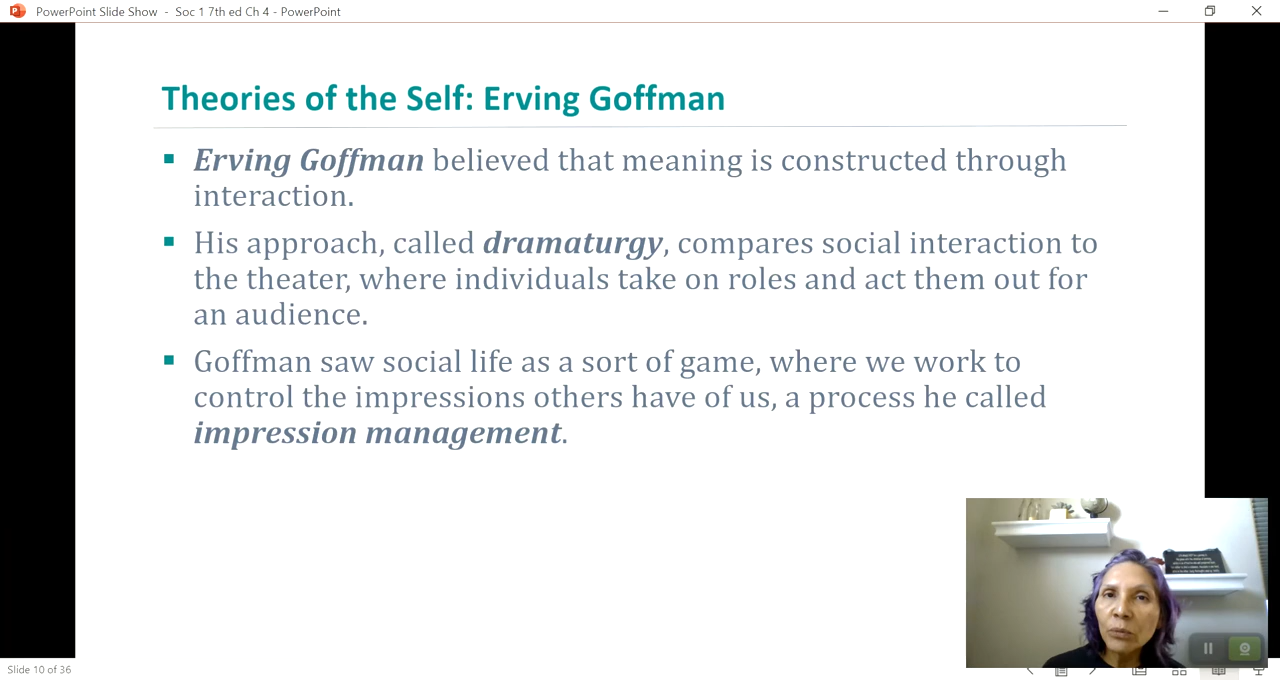 PowerPoint Slide Show - Soc 1 7th ed Ch 4 - PowerPoint
Theories of the Self: Erving Goffman
▪ Erving Goffman believed that meaning is constructed through
interaction.
▪ His approach, called dramaturgy, compares social interaction to
the theater, where individuals take on roles and act them out for
an audience.
▪ Goffman saw social life as a sort of game, where we work to
control the impressions others have of us, a process he called
impression management.
Slide 10 of 36